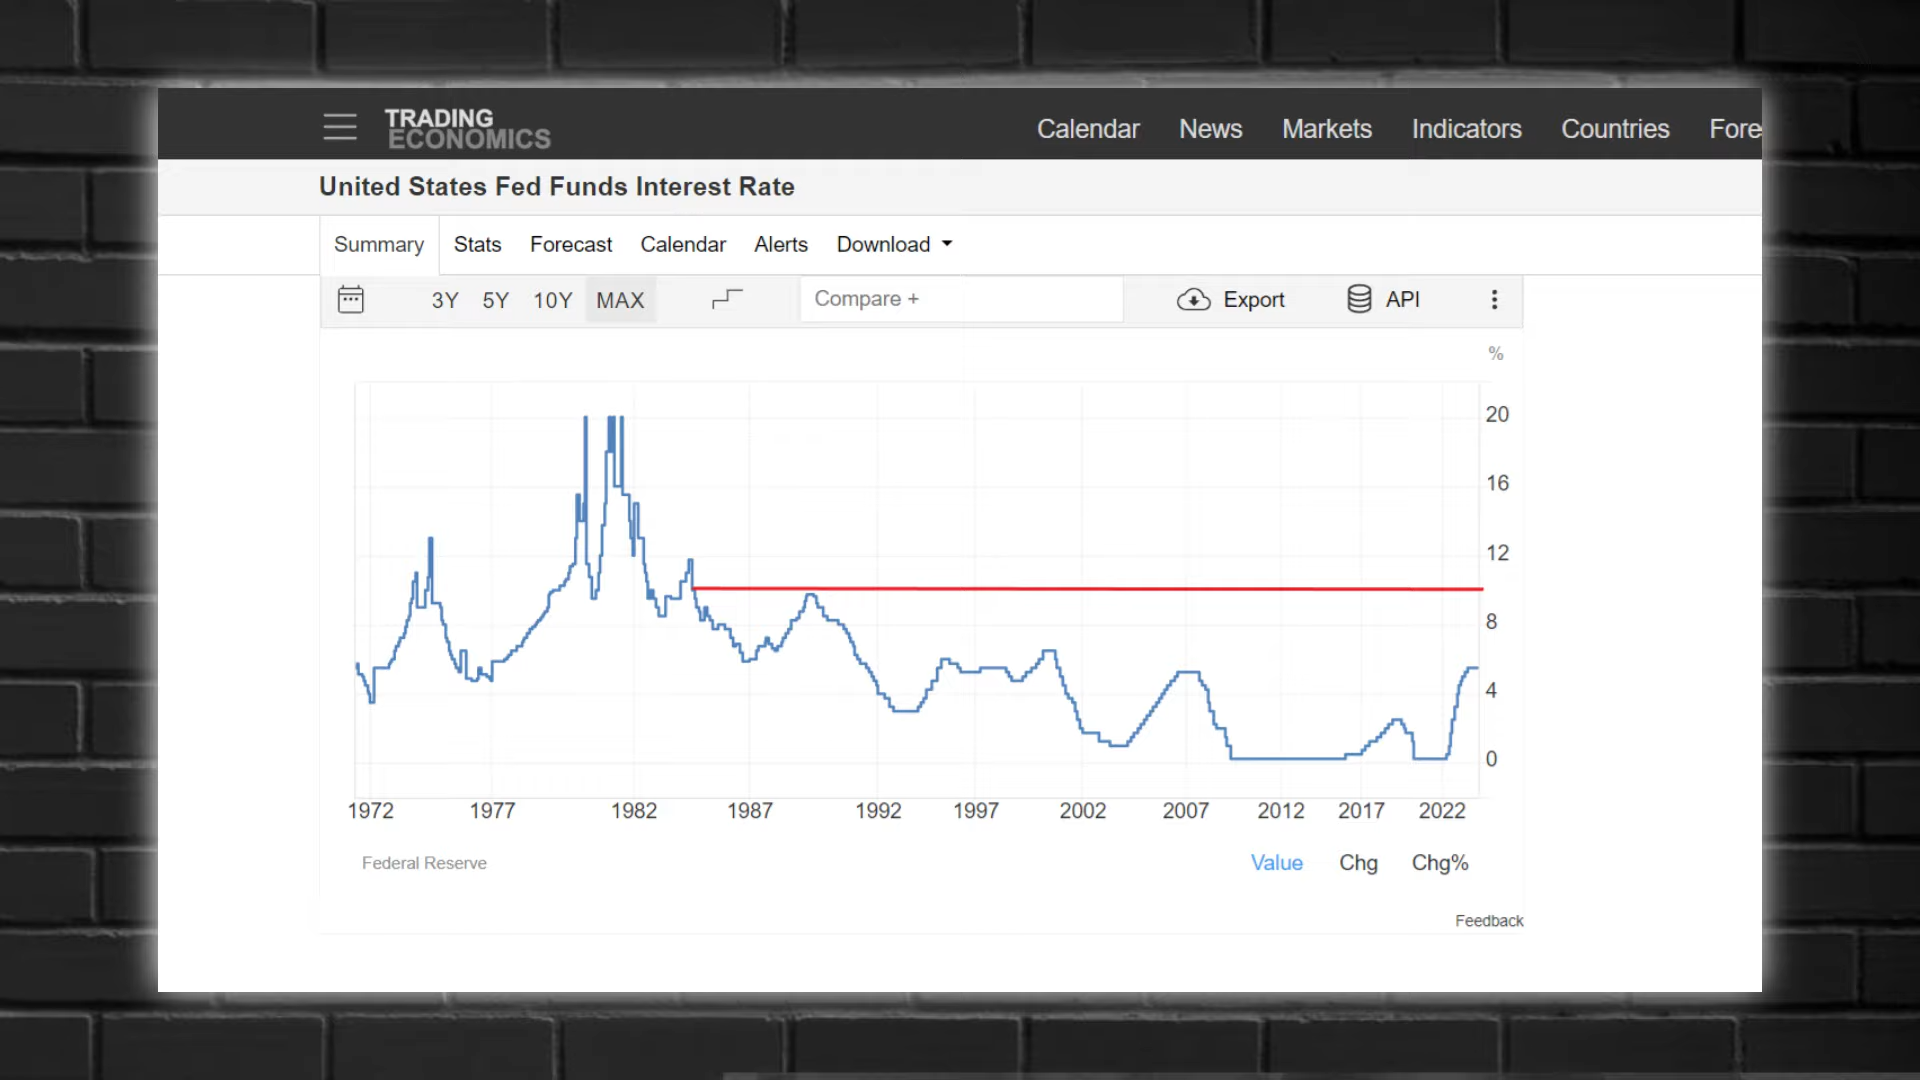 TRADING
ECONOMICS
Calendar News Markets Indicators Countries Fore
United States Fed Funds Interest Rate
Summary Stats Forecast Calendar Alerts Download
3Y 5Y 10Y MAX Compare + Export API
%
20
16
12
8
4
0
1972 1977 1982 1987 1992 1997 2002 2007 2012 2017 2022
Federal Reserve Value Chg Chg%
Feedback